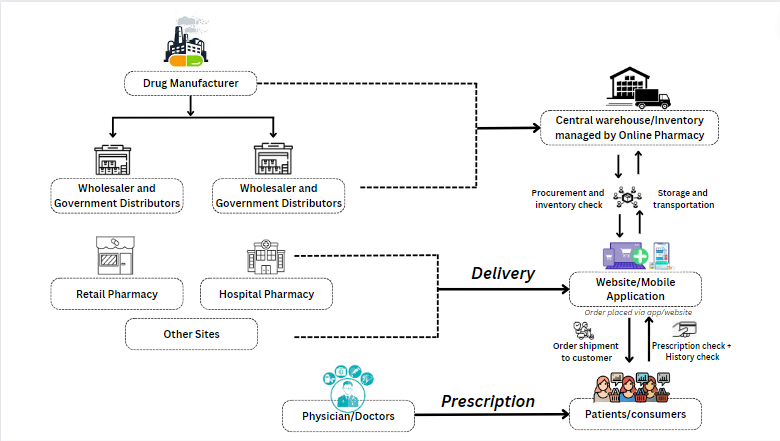 Drug Manufacturer
Central warehouse/Inventory
managed by Online Pharmacy
Wholesaler and
Government Distributors
Wholesaler and
Government Distributors
Procurement and
inventory check
Storage and
transportation
Retail Pharmacy
Hospital Pharmacy
Delivery
Website/Mobile
Application
Order placed via app/website
Other Sites
Order shipment
to customer
Prescription check +
History check
Physician/Doctors
Prescription
Patients/consumers